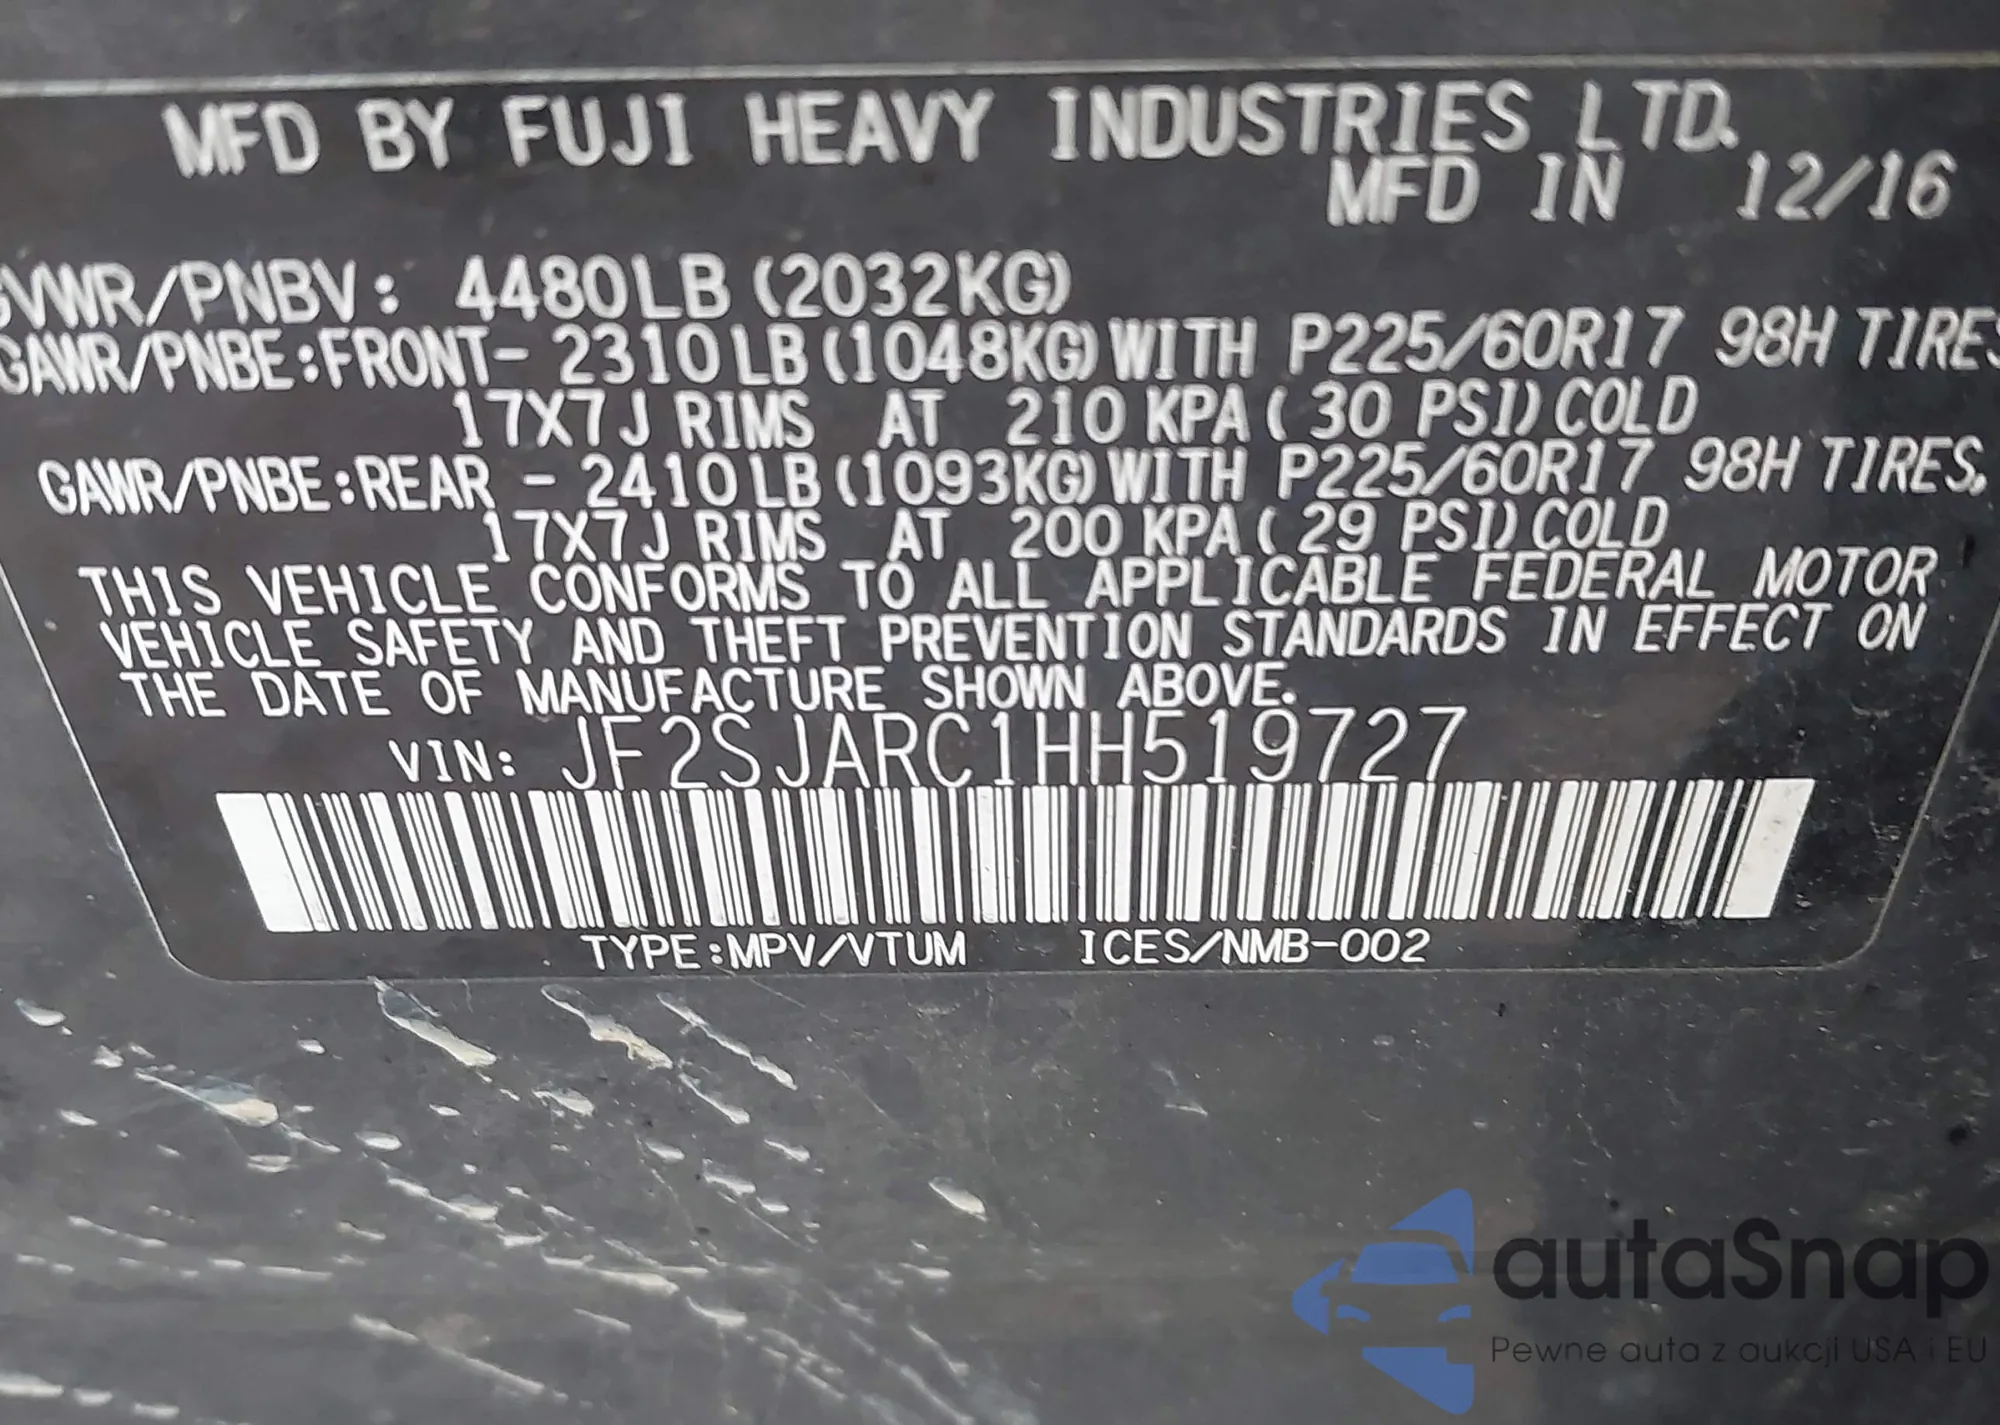 MFD BY FUJI HEAVY INDUSTRIES LTD.
MFD IN 12/16
GVWR/PNBV: 4480LB (2032KG)
GAWR/PNBE:FRONT- 2310LB (1048KG) WITH P225/60R17 98H TIRES
17X7J RIMS AT 210 KPA ( 30 PSI) COLD
GAWR/PNBE:REAR - 2410LB (1093KG) WITH P225/60R17 98H TIRES,
17X7J RIMS AT 200 KPA ( 29 PSI) COLD
THIS VEHICLE CONFORMS TO ALL APPLICABLE FEDERAL MOTOR
VEHICLE SAFETY AND THEFT PREVENTION STANDARDS IN EFFECT ON
THE DATE OF MANUFACTURE SHOWN ABOVE.
VIN: JF2SJARC1HH519727
TYPE:MPV/VTUM ICES/NMB-002
autaSnap
Pewne auta z aukcji USA i EU